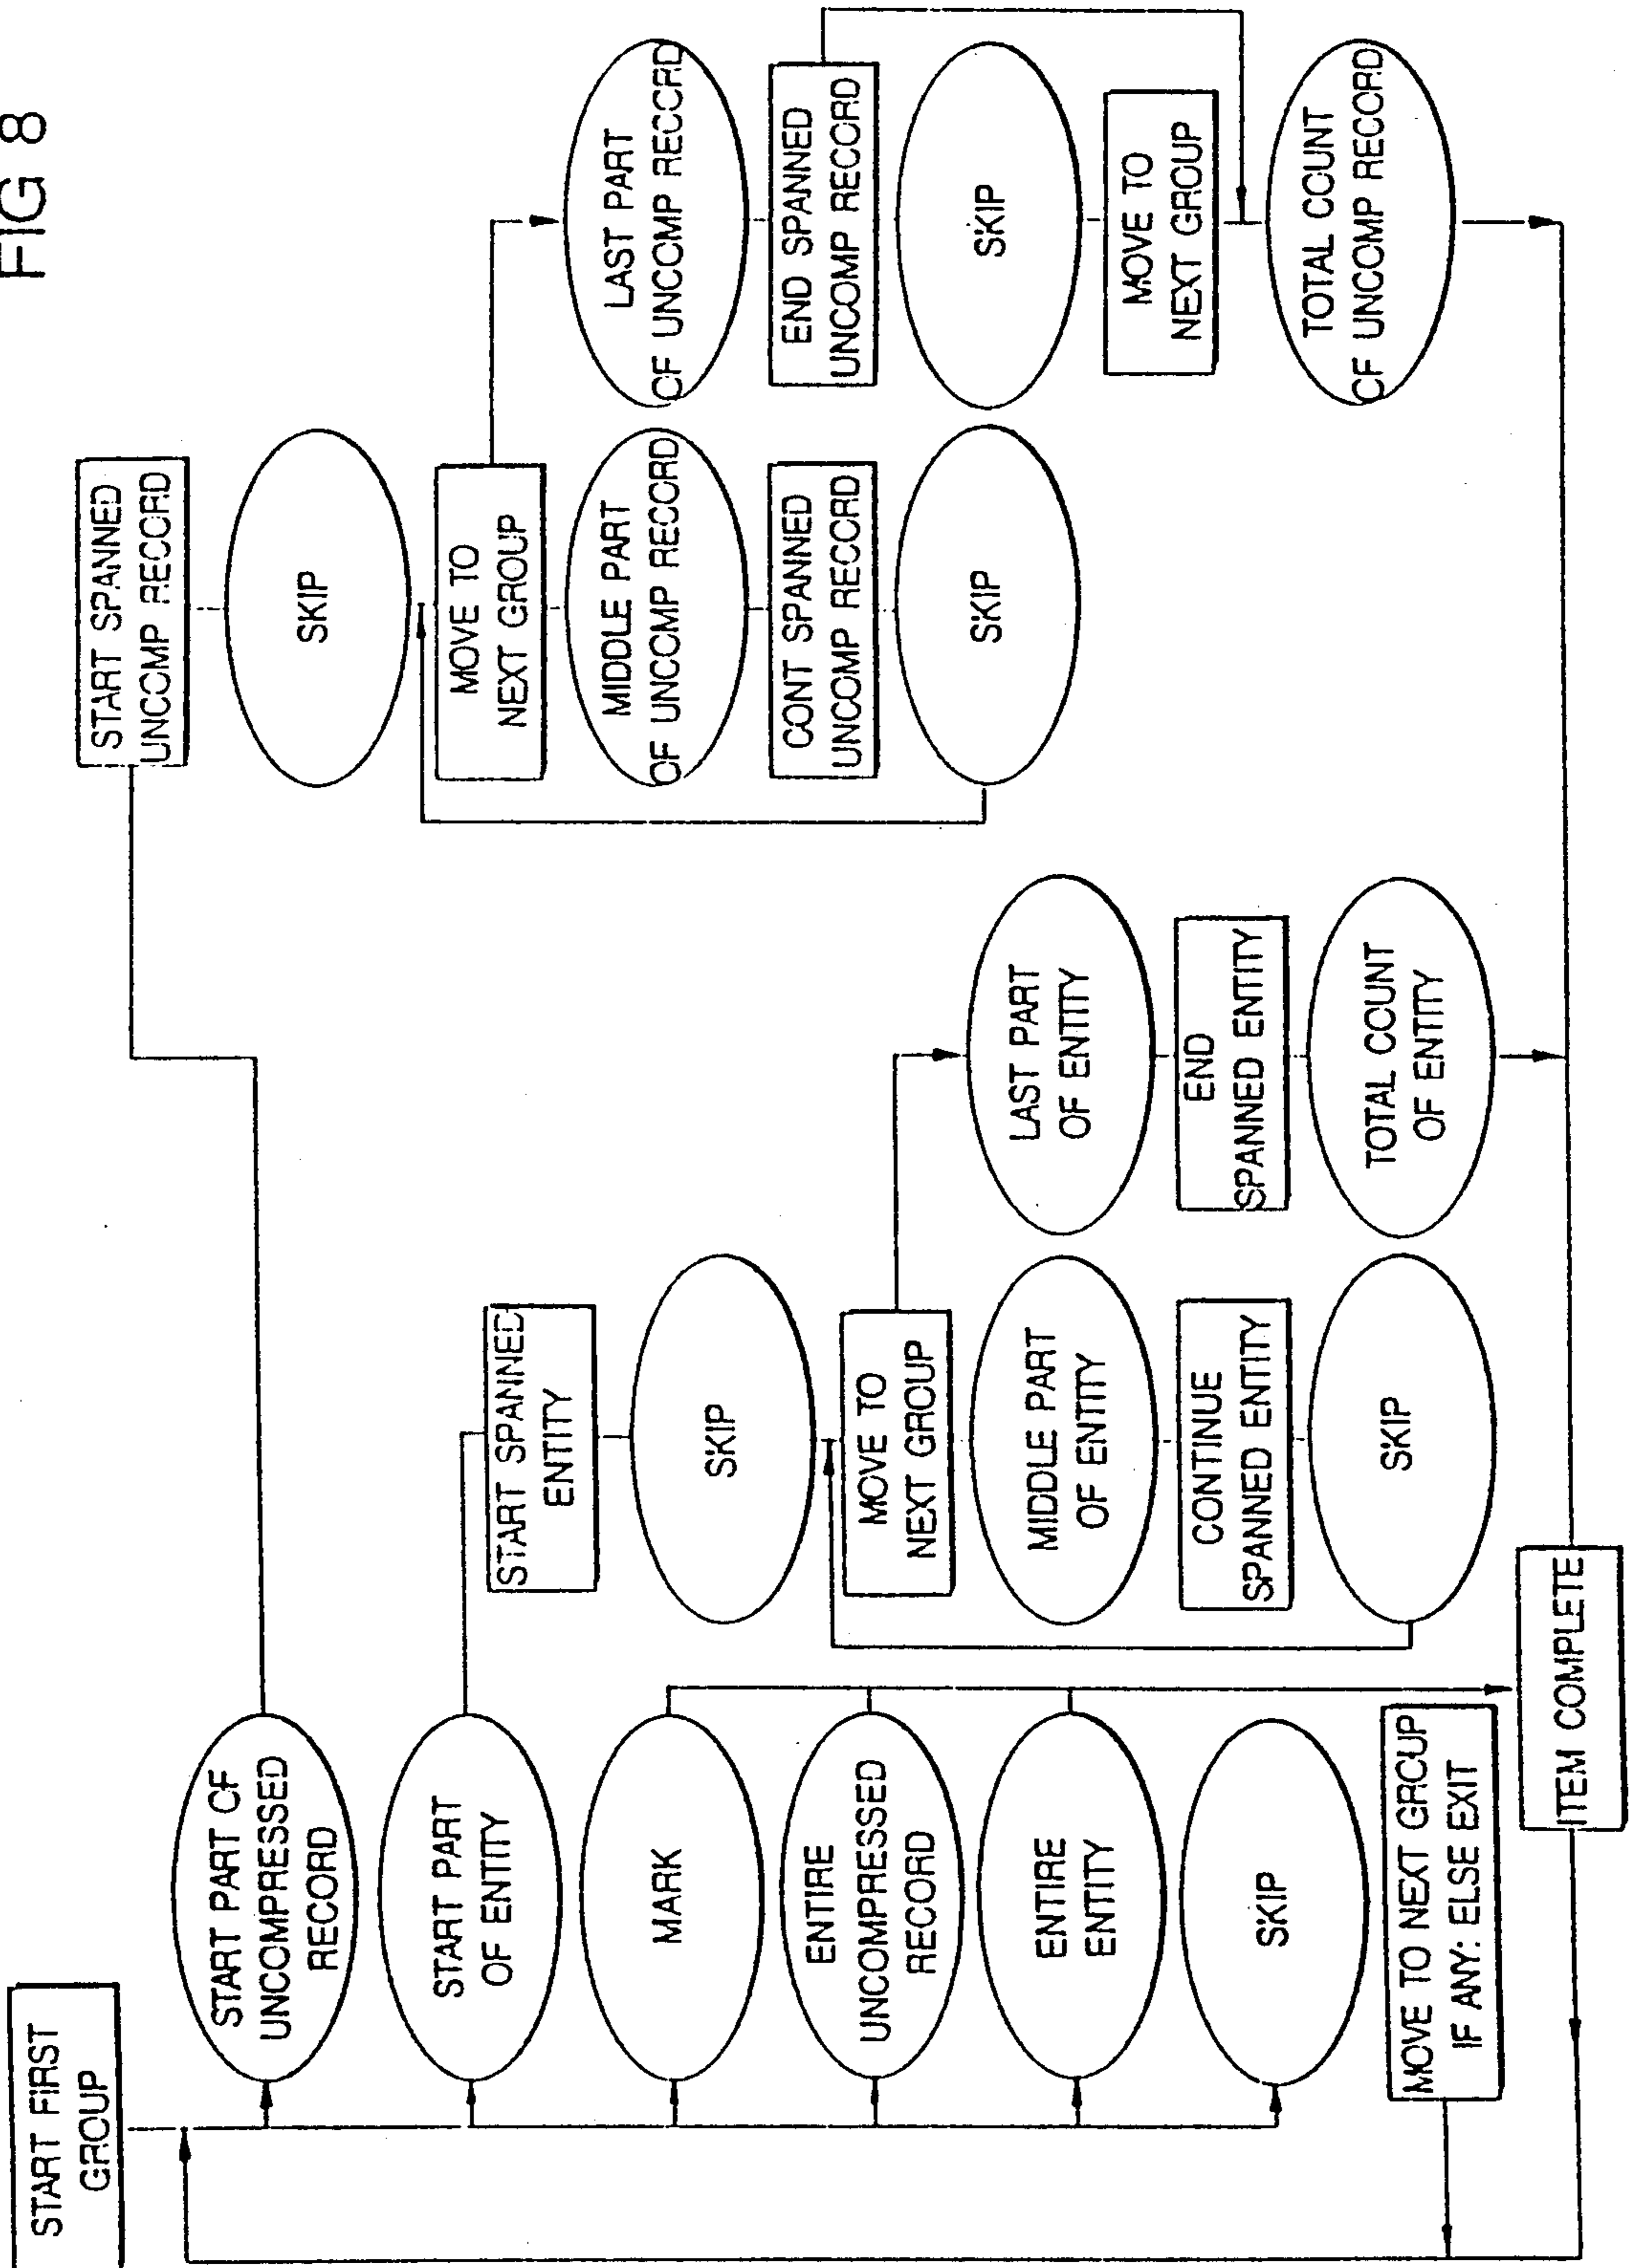 FIG 8
START FIRST
GROUP
START PART OF
UNCOMPRESSED
RECORD
START PART
OF ENTITY
MARK
ENTIRE
UNCOMPRESSED
RECORD
ENTIRE
ENTITY
SKIP
MOVE TO NEXT GROUP
IF ANY: ELSE EXIT
ITEM COMPLETE
START SPANNED
ENTITY
SKIP
MOVE TO
NEXT GROUP
MIDDLE PART
OF ENTITY
CONTINUE
SPANNED ENTITY
SKIP
LAST PART
OF ENTITY
END
SPANNED ENTITY
TOTAL COUNT
OF ENTITY
START SPANNED
UNCOMP RECORD
SKIP
MOVE TO
NEXT GROUP
MIDDLE PART
OF UNCOMP RECORD
CONT SPANNED
UNCOMP RECORD
SKIP
LAST PART
OF UNCOMP RECORD
END SPANNED
UNCOMP RECORD
SKIP
MOVE TO
NEXT GROUP
TOTAL COUNT
OF UNCOMP RECORD